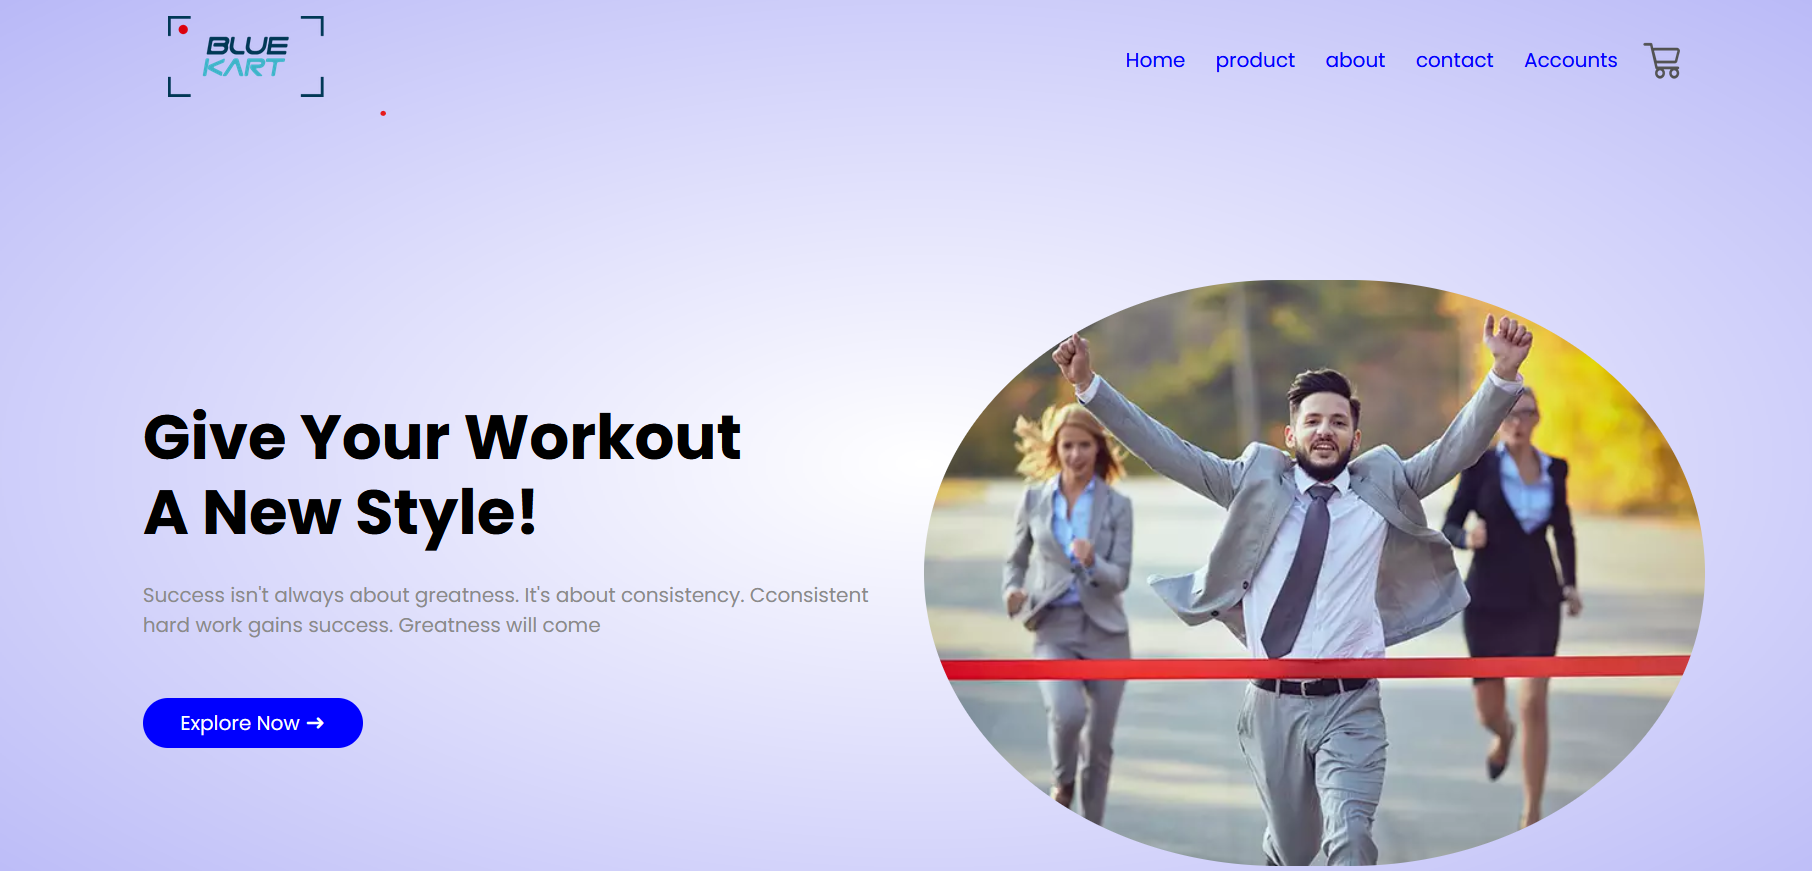 BLUE
KART
Home product about contact Accounts
Give Your Workout
A New Style!
Success isn't always about greatness. It's about consistency. Cconsistent
hard work gains success. Greatness will come
Explore Now →